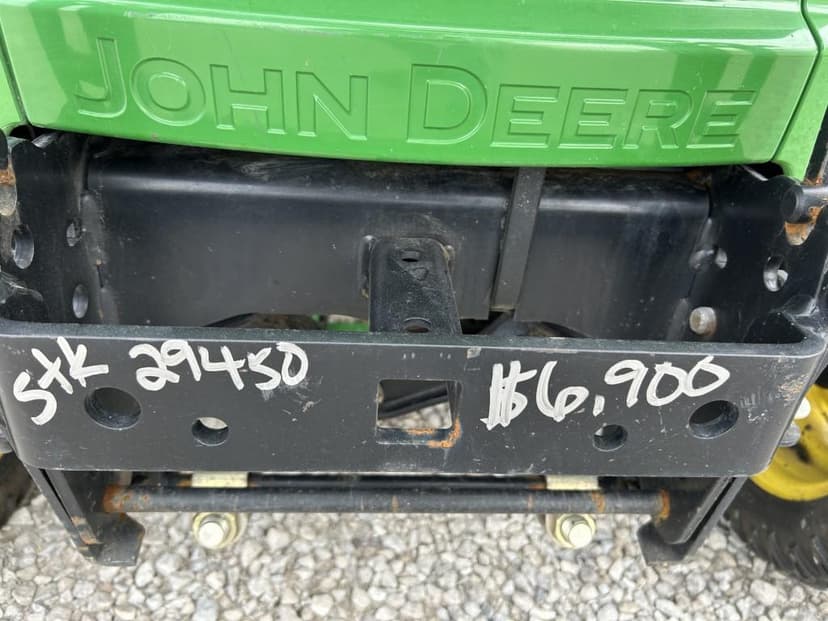 JOHN DEERE
Stk 29450
$6,900